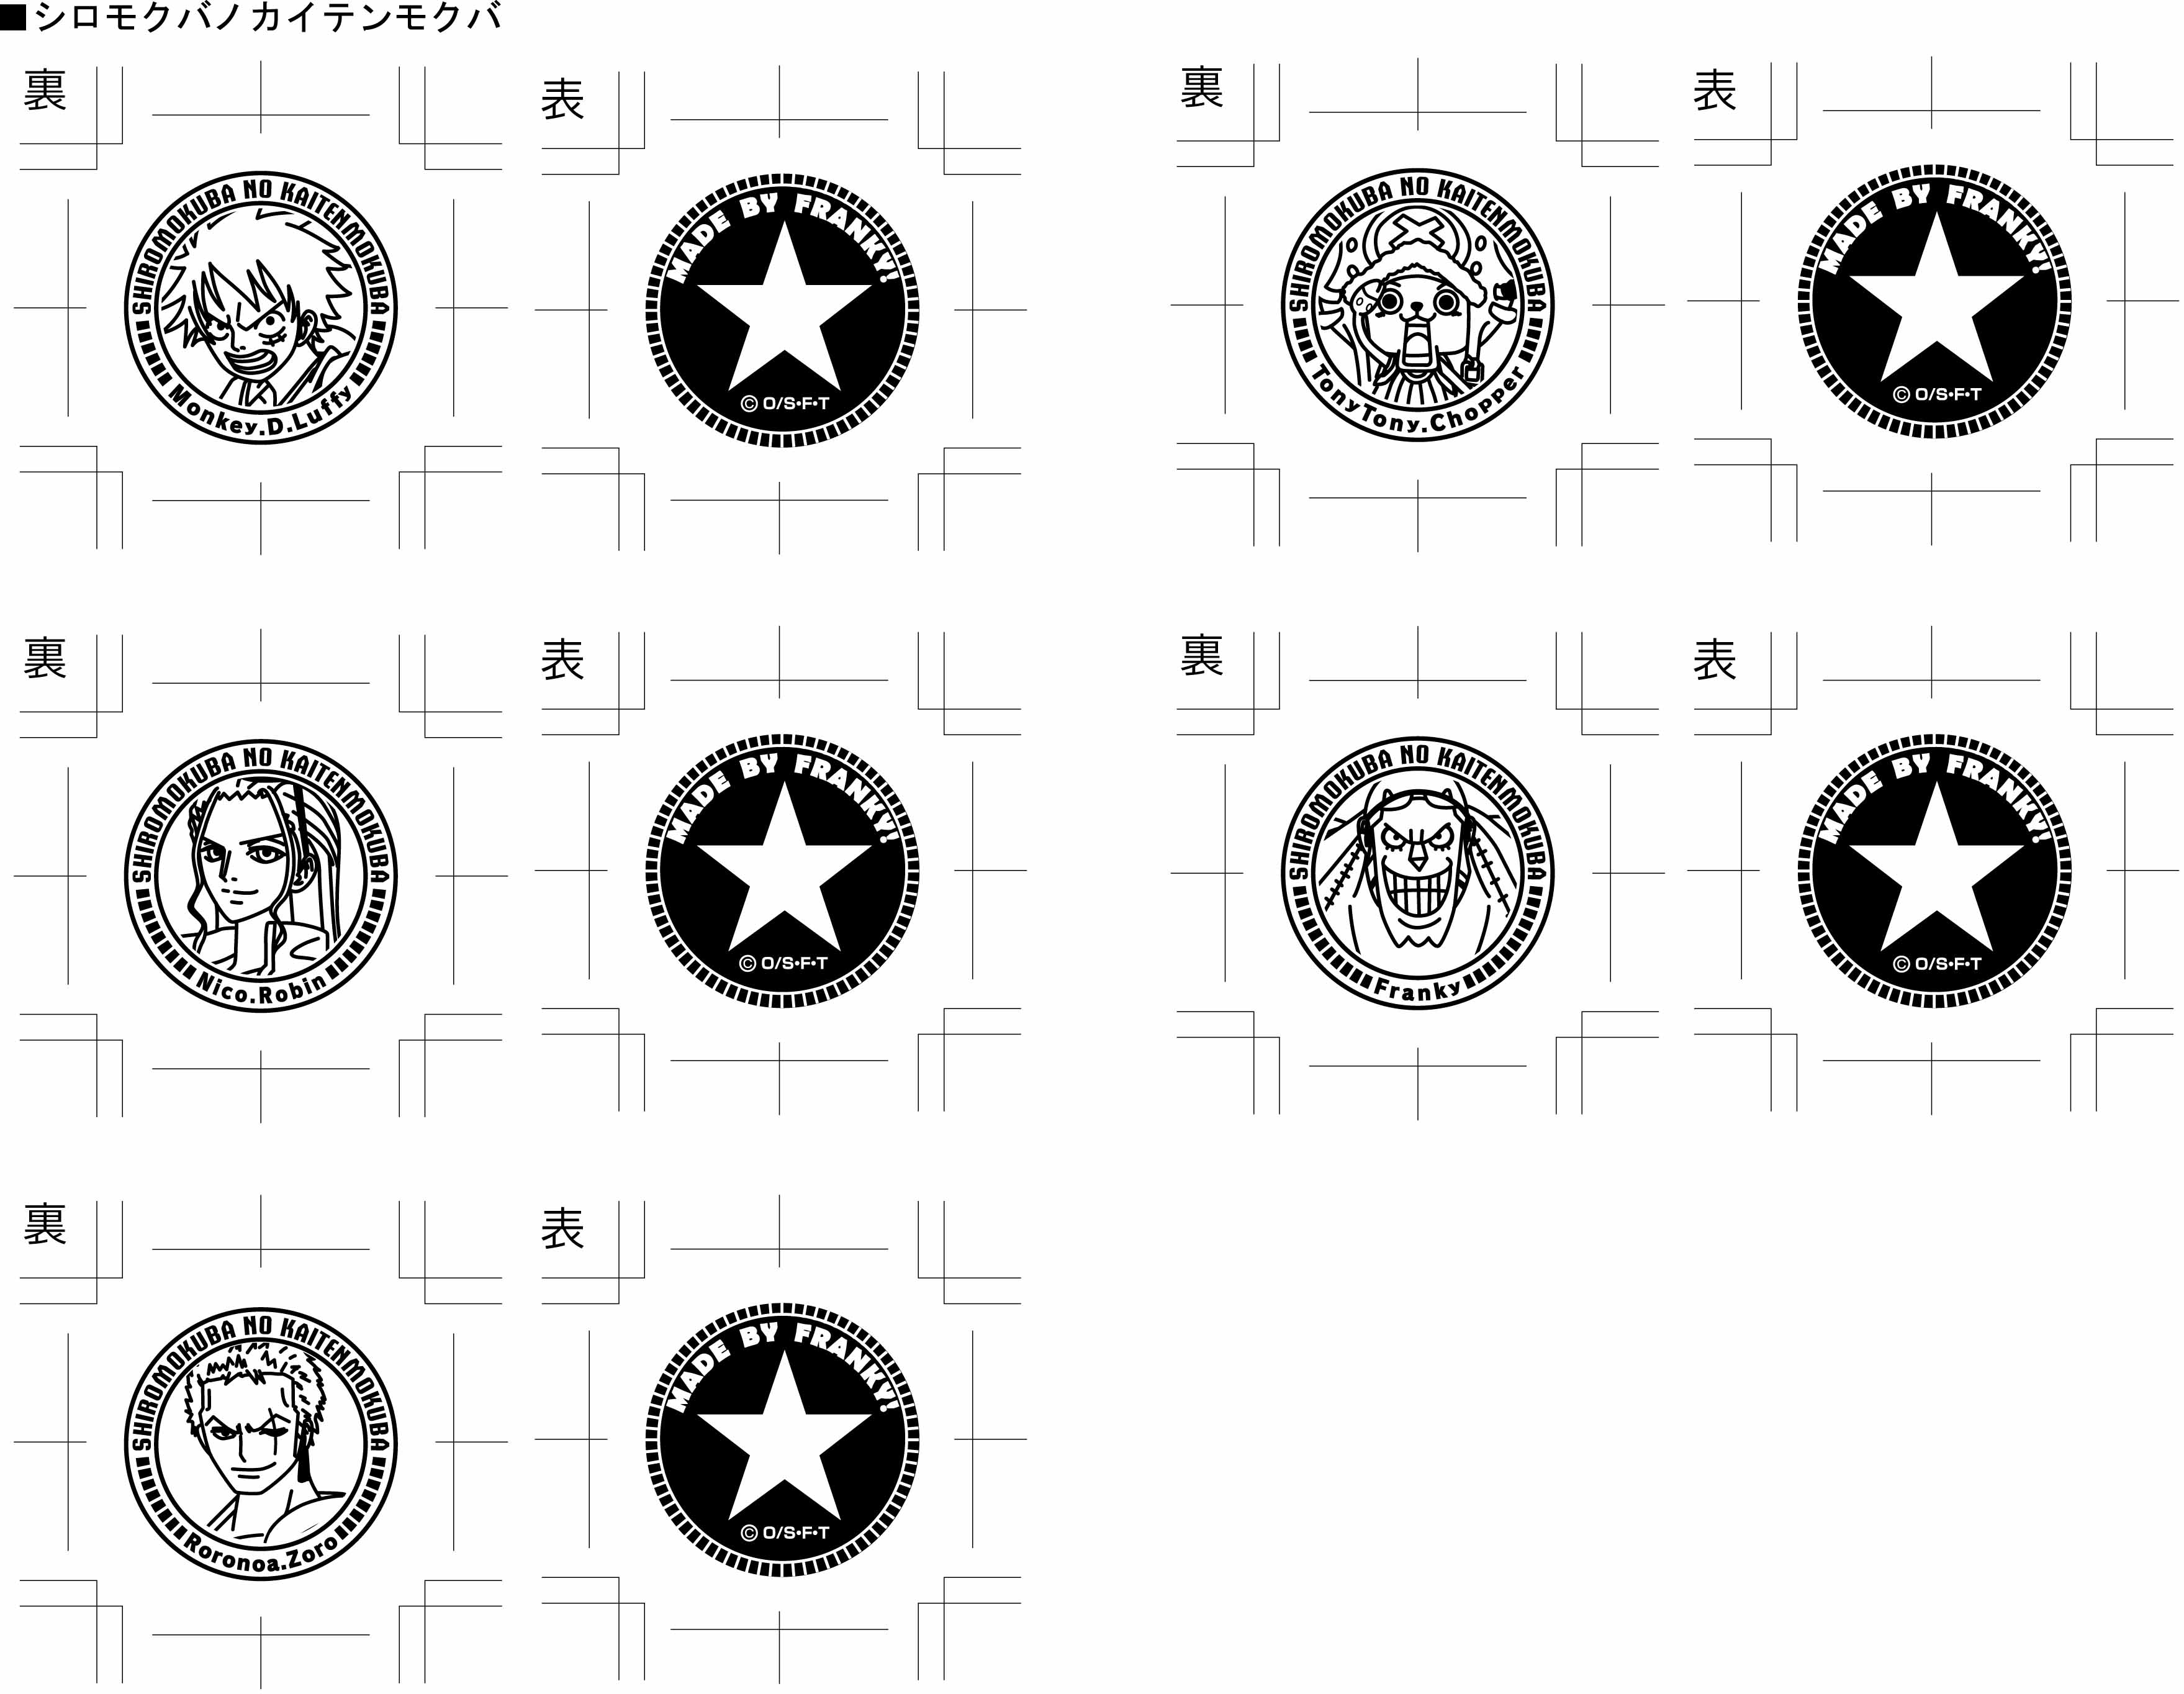 ■シロモクバノカイテンモクバ
裏
SHIROMOKUBA NO KAITENMOKUBA
Monkey.D.Luffy
表
MADE BY FRANKY!
© O/S•F•T
裏
SHIROMOKUBA NO KAITENMOKUBA
TonyTony.Chopper
表
MADE BY FRANKY!
© O/S•F•T
裏
SHIROMOKUBA NO KAITENMOKUBA
Nico.Robin
表
MADE BY FRANKY!
© O/S•F•T
裏
SHIROMOKUBA NO KAITENMOKUBA
Franky
表
MADE BY FRANKY!
© O/S•F•T
裏
SHIROMOKUBA NO KAITENMOKUBA
Roronoa.Zoro
表
MADE BY FRANKY!
© O/S•F•T